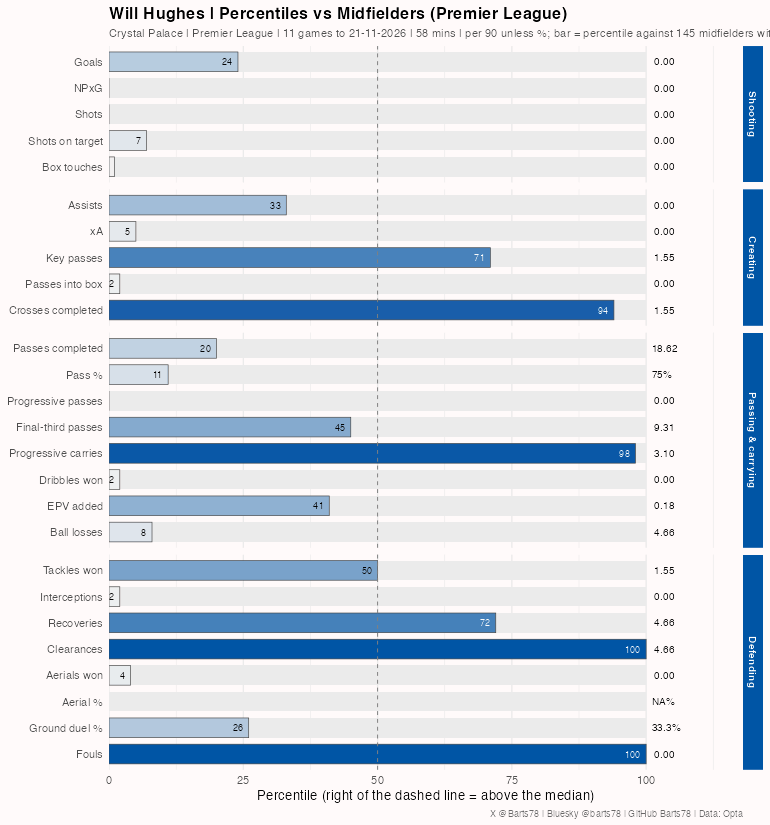 Will Hughes | Percentiles vs Midfielders (Premier League)
Crystal Palace | Premier League | 11 games to 21-11-2026 | 58 mins | per 90 unless %; bar = percentile against 145 midfielders wit
Goals 24 0.00
NPxG 0.00
Shots 0.00
Shots on target 7 0.00
Box touches 0.00
Shooting
Assists 33 0.00
xA 5 0.00
Key passes 71 1.55
Passes into box 2 0.00
Crosses completed 94 1.55
Creating
Passes completed 20 18.62
Pass % 11 75%
Progressive passes 0.00
Final-third passes 45 9.31
Progressive carries 98 3.10
Dribbles won 2 0.00
EPV added 41 0.18
Ball losses 8 4.66
Passing & carrying
Tackles won 50 1.55
Interceptions 2 0.00
Recoveries 72 4.66
Clearances 100 4.66
Aerials won 4 0.00
Aerial % NA%
Ground duel % 26 33.3%
Fouls 100 0.00
Defending
0 25 50 75 100
Percentile (right of the dashed line = above the median)
X @Barts78 | Bluesky @barts78 | GitHub Barts78 | Data: Opta